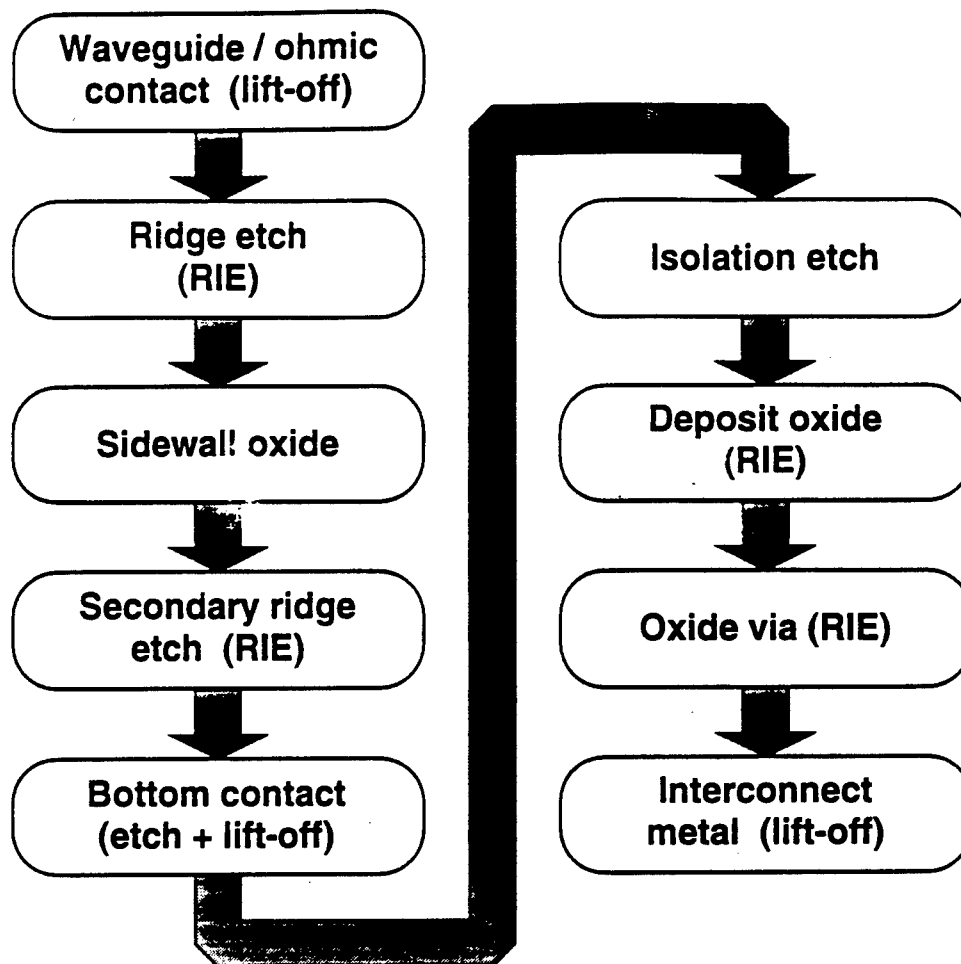 Waveguide / ohmic
contact (lift-off)
Ridge etch
(RIE)
Sidewall oxide
Secondary ridge
etch (RIE)
Bottom contact
(etch + lift-off)
Isolation etch
Deposit oxide
(RIE)
Oxide via (RIE)
Interconnect
metal (lift-off)